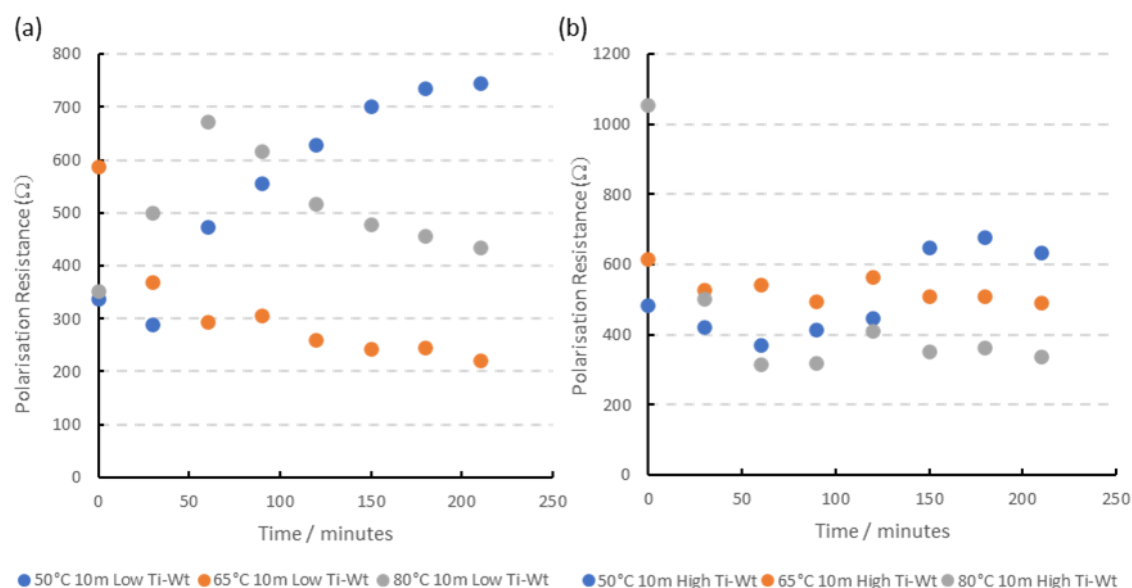 (a)
800
700
600
500
400
300
200
100
0
Polarisation Resistance (Ω)
0 50 100 150 200 250
Time / minutes
50°C 10m Low Ti-Wt 65°C 10m Low Ti-Wt 80°C 10m Low Ti-Wt
(b)
1200
1000
800
600
400
200
0
Polarisation Resistance (Ω)
0 50 100 150 200 250
Time / minutes
50°C 10m High Ti-Wt 65°C 10m High Ti-Wt 80°C 10m High Ti-Wt